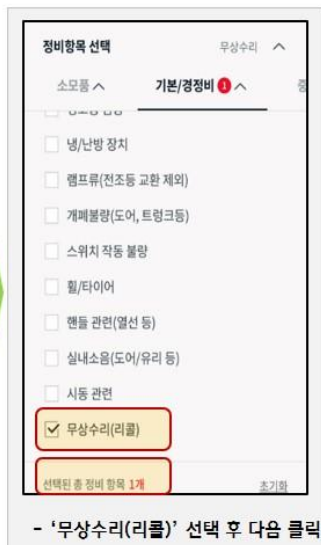 정비항목 선택 무상수리
소모품 기본/경정비 1 중
냉/난방 장치
램프류(전조등 교환 제외)
개폐불량(도어, 트렁크등)
스위치 작동 불량
휠/타이어
핸들 관련(열선 등)
실내소음(도어/유리 등)
시동 관련
무상수리(리콜)
선택된 총 정비 항목 1개 초기화
- ‘무상수리(리콜)’ 선택 후 다음 클릭